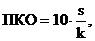 ПКО = 10· s/k,